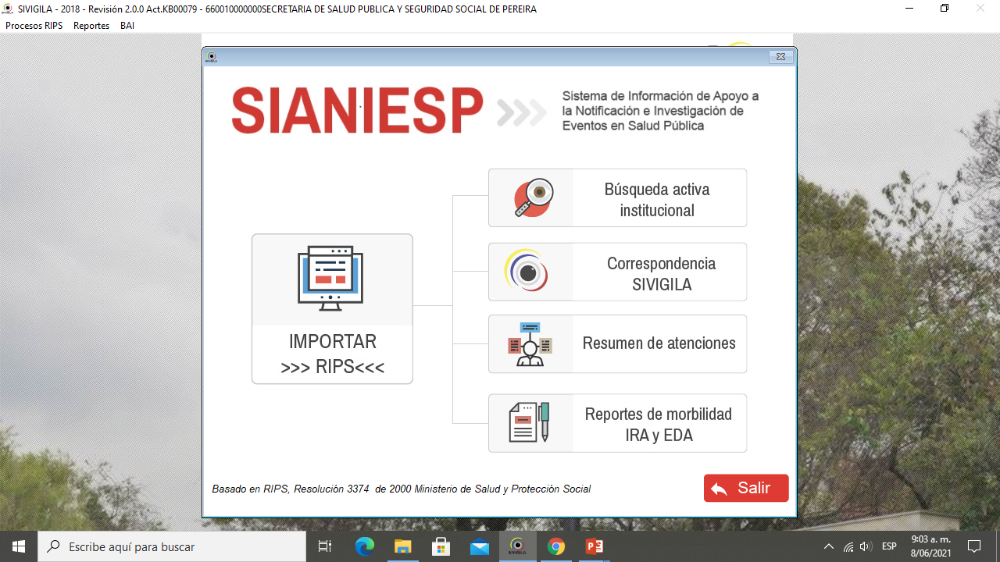 SIVIGILA - 2018 - Revisión 2.0.0 Act.KB00079 - 660010000000SECRETARIA DE SALUD PUBLICA Y SEGURIDAD SOCIAL DE PEREIRA
Procesos RIPS Reportes BAI
SIANIESP
Sistema de Información de Apoyo a
la Notificación e Investigación de
Eventos en Salud Pública
Búsqueda activa
institucional
Correspondencia
SIVIGILA
IMPORTAR
>>> RIPS<<<
Resumen de atenciones
Reportes de morbilidad
IRA y EDA
Basado en RIPS, Resolución 3374 de 2000 Ministerio de Salud y Protección Social
Salir
Escribe aquí para buscar
ESP
9:03 a. m.
8/06/2021